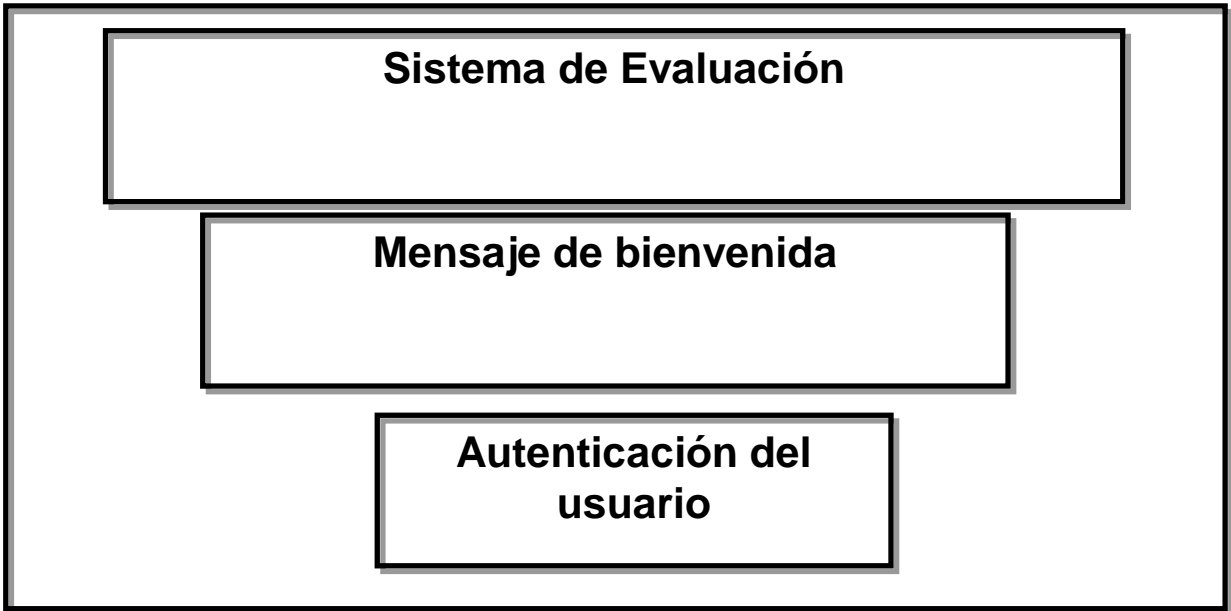 Sistema de Evaluación
Mensaje de bienvenida
Autenticación del
usuario